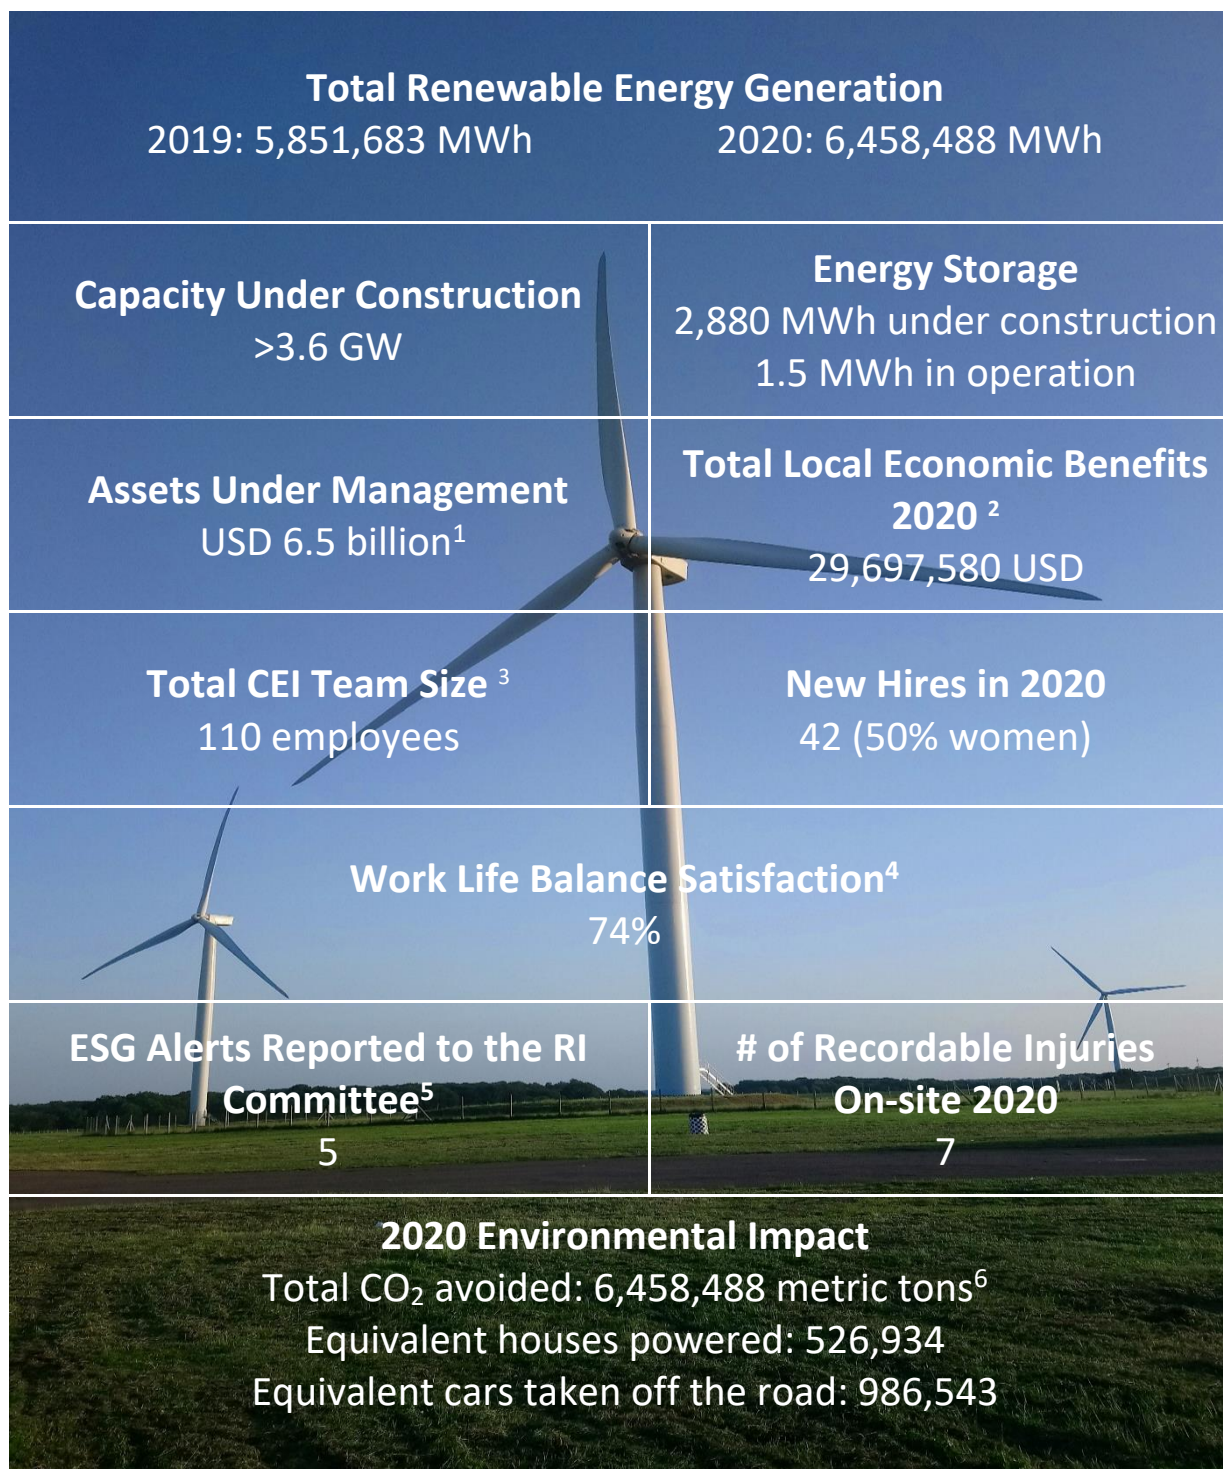 Total Renewable Energy Generation
2019: 5,851,683 MWh 2020: 6,458,488 MWh
Capacity Under Construction
>3.6 GW
Energy Storage
2,880 MWh under construction
1.5 MWh in operation
Assets Under Management
USD 6.5 billion¹
Total Local Economic Benefits
2020 ²
29,697,580 USD
Total CEI Team Size ³
110 employees
New Hires in 2020
42 (50% women)
Work Life Balance Satisfaction⁴
74%
ESG Alerts Reported to the RI
Committee⁵
5
# of Recordable Injuries
On-site 2020
7
2020 Environmental Impact
Total CO₂ avoided: 6,458,488 metric tons⁶
Equivalent houses powered: 526,934
Equivalent cars taken off the road: 986,543